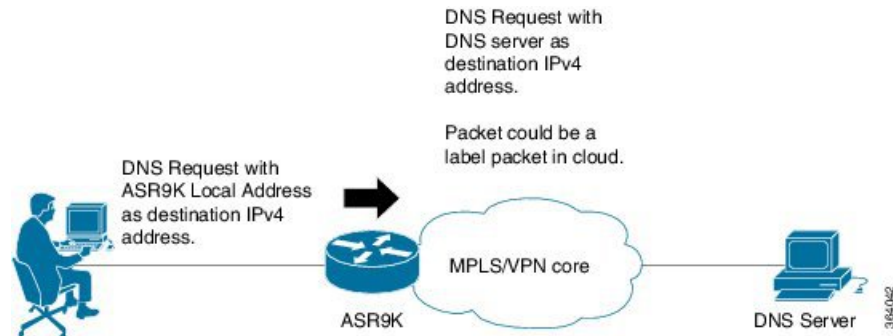 DNS Request with
DNS server as
destination IPv4
address.
Packet could be a
label packet in cloud.
DNS Request with
ASR9K Local Address
as destination IPv4
address.
MPLS/VPN core
ASR9K
DNS Server